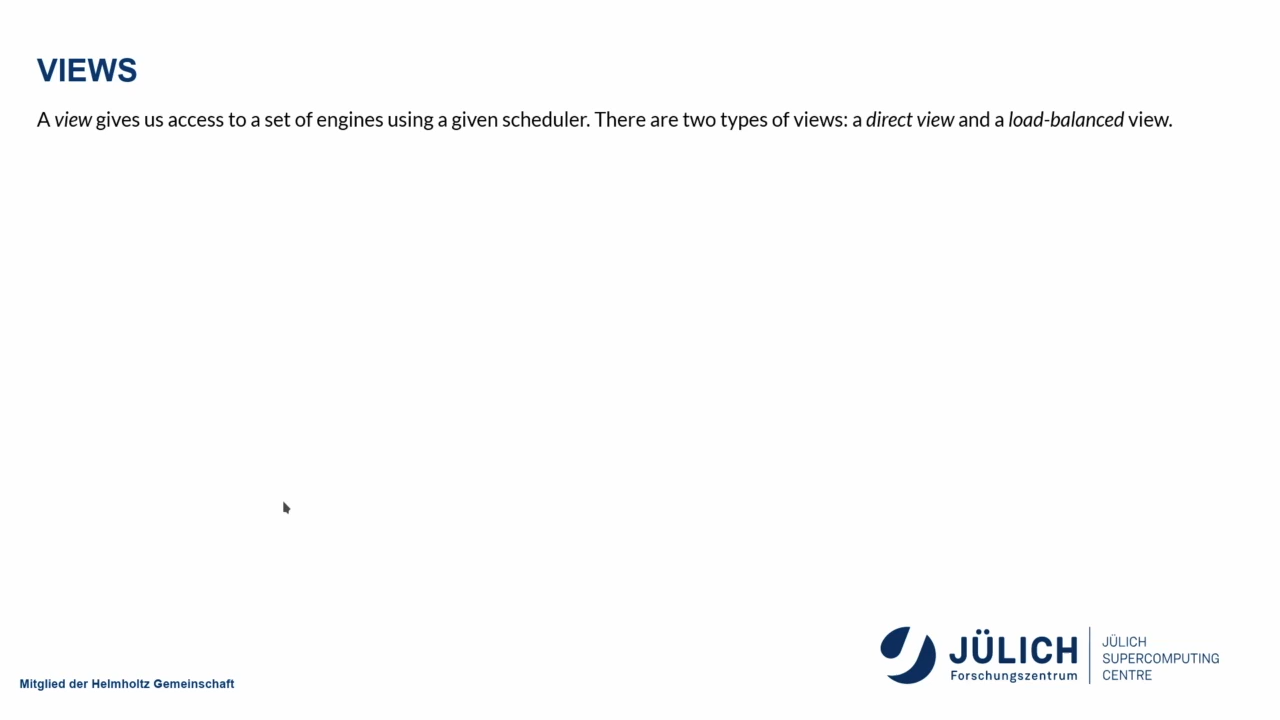 VIEWS
A view gives us access to a set of engines using a given scheduler. There are two types of views: a direct view and a load-balanced view.
JÜLICH
Forschungszentrum
JÜLICH
SUPERCOMPUTING
CENTRE
Mitglied der Helmholtz Gemeinschaft